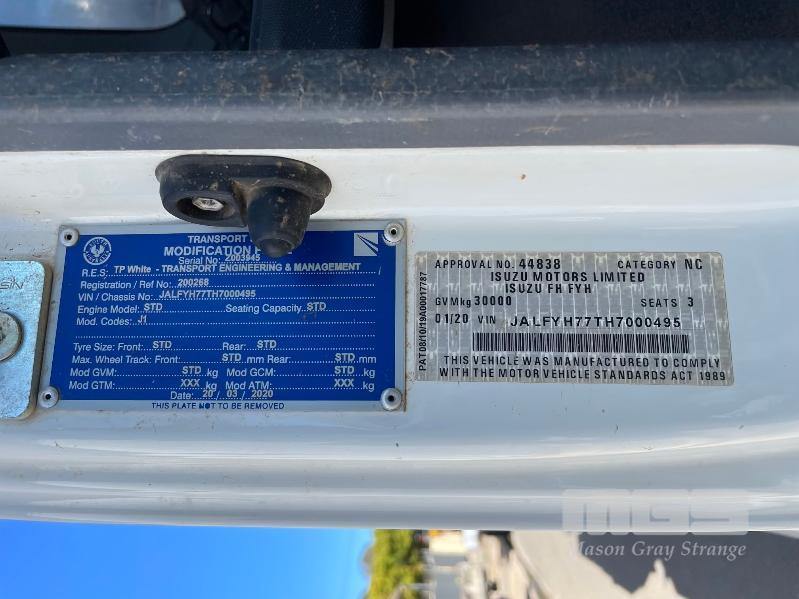 TRANSPORT
MODIFICATION
Serial No: Z003945
R.E.S: TP White - TRANSPORT ENGINEERING & MANAGEMENT
Registration / Ref No: 200268
VIN / Chassis No: JALFYH77TH7000495
Engine Model: STD Seating Capacity: STD
Mod. Codes: J1
Tyre Size: Front: STD Rear: STD
Max. Wheel Track: Front: STD mm Rear: STD mm
Mod GVM: STD kg Mod GCM: STD kg
Mod GTM: XXX kg Mod ATM: XXX kg
Date: 20 / 03 / 2020
THIS PLATE NOT TO BE REMOVED
PAT08/10/19A00017787
APPROVAL NO. 44838 CATEGORY NC
ISUZU MOTORS LIMITED
ISUZU FH FYH
GVMkg 30000 SEATS 3
01/20 VIN JALFYH77TH7000495
THIS VEHICLE WAS MANUFACTURED TO COMPLY
WITH THE MOTOR VEHICLE STANDARDS ACT 1989
MGS
Mason Gray Strange